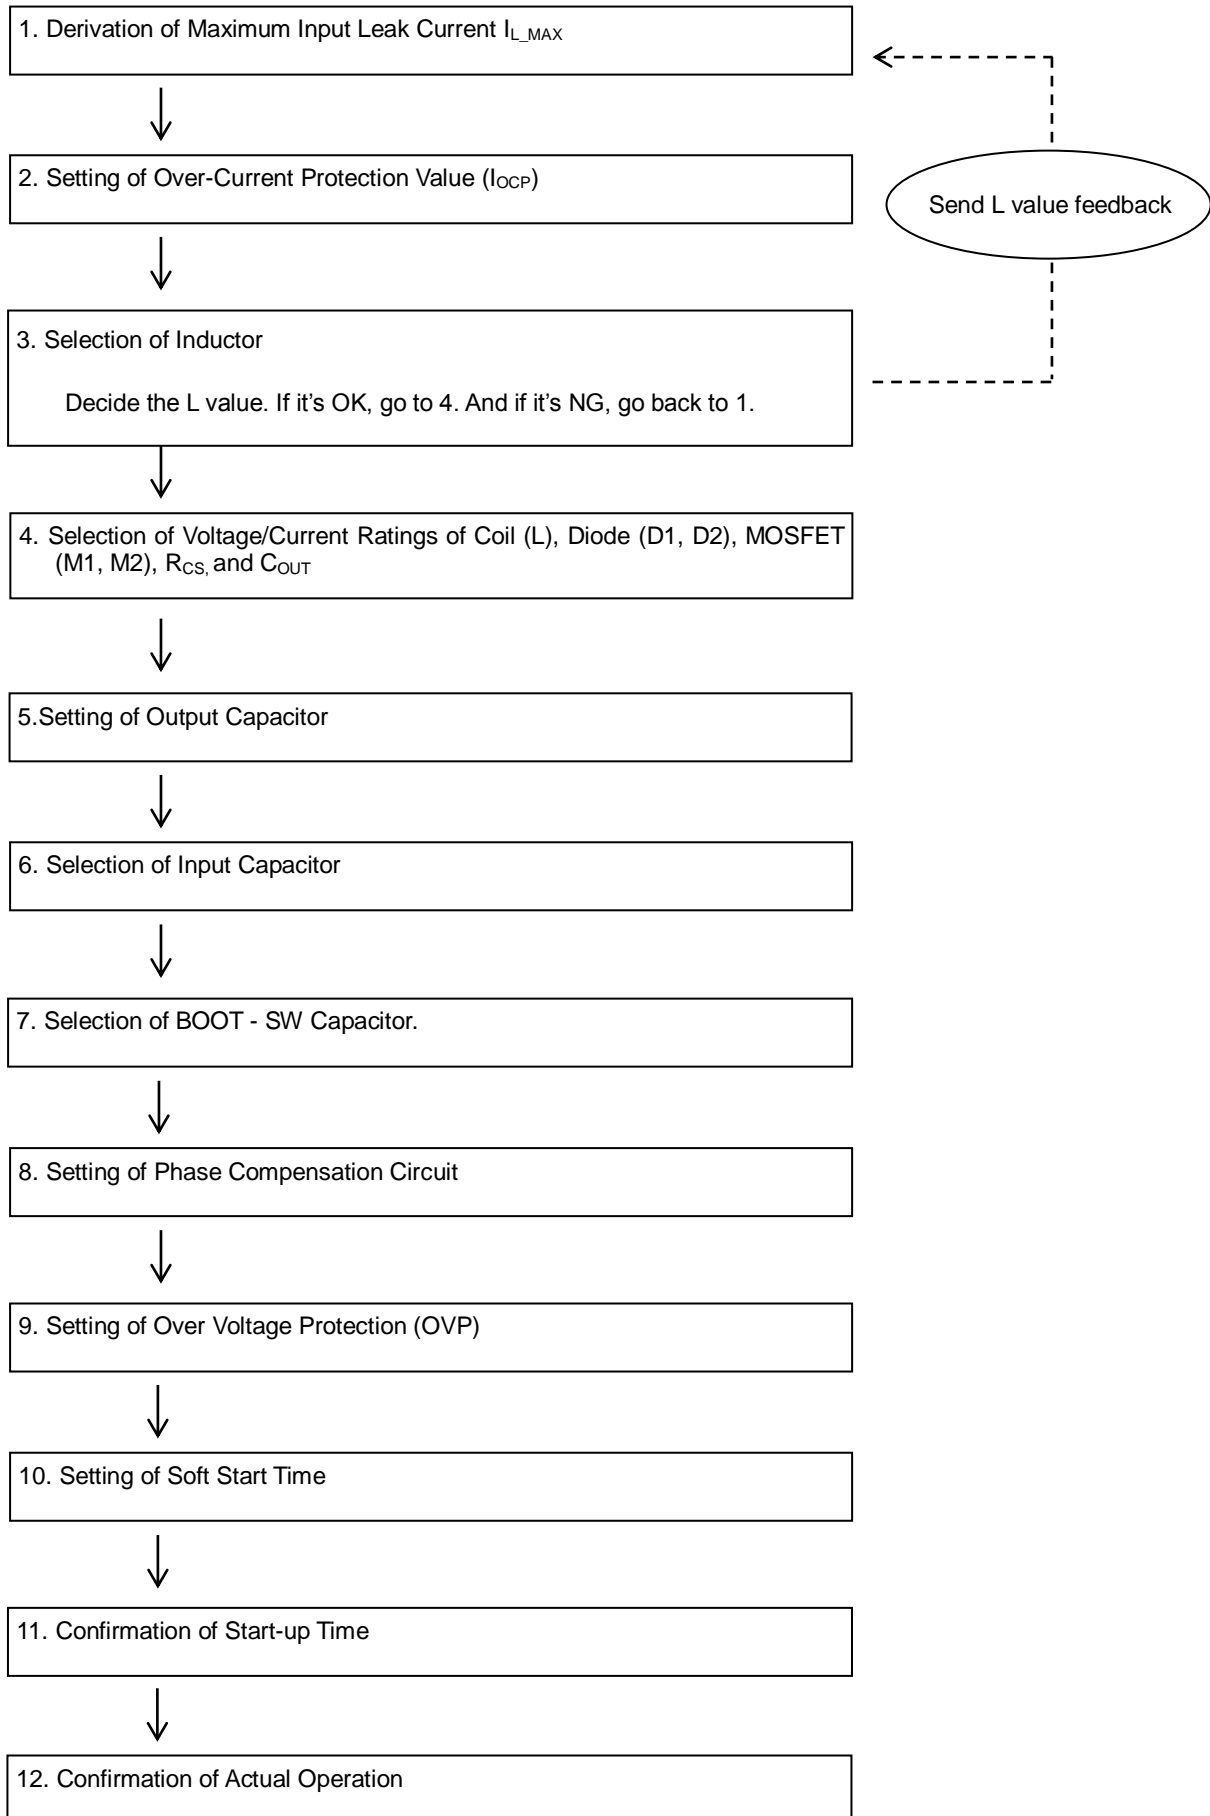 1. Derivation of Maximum Input Leak Current IL_MAX
2. Setting of Over-Current Protection Value (IOCP)
Send L value feedback
3. Selection of Inductor
Decide the L value. If it's OK, go to 4. And if it's NG, go back to 1.
4. Selection of Voltage/Current Ratings of Coil (L), Diode (D1, D2), MOSFET
(M1, M2), RCS, and COUT
5.Setting of Output Capacitor
6. Selection of Input Capacitor
7. Selection of BOOT - SW Capacitor.
8. Setting of Phase Compensation Circuit
9. Setting of Over Voltage Protection (OVP)
10. Setting of Soft Start Time
11. Confirmation of Start-up Time
12. Confirmation of Actual Operation